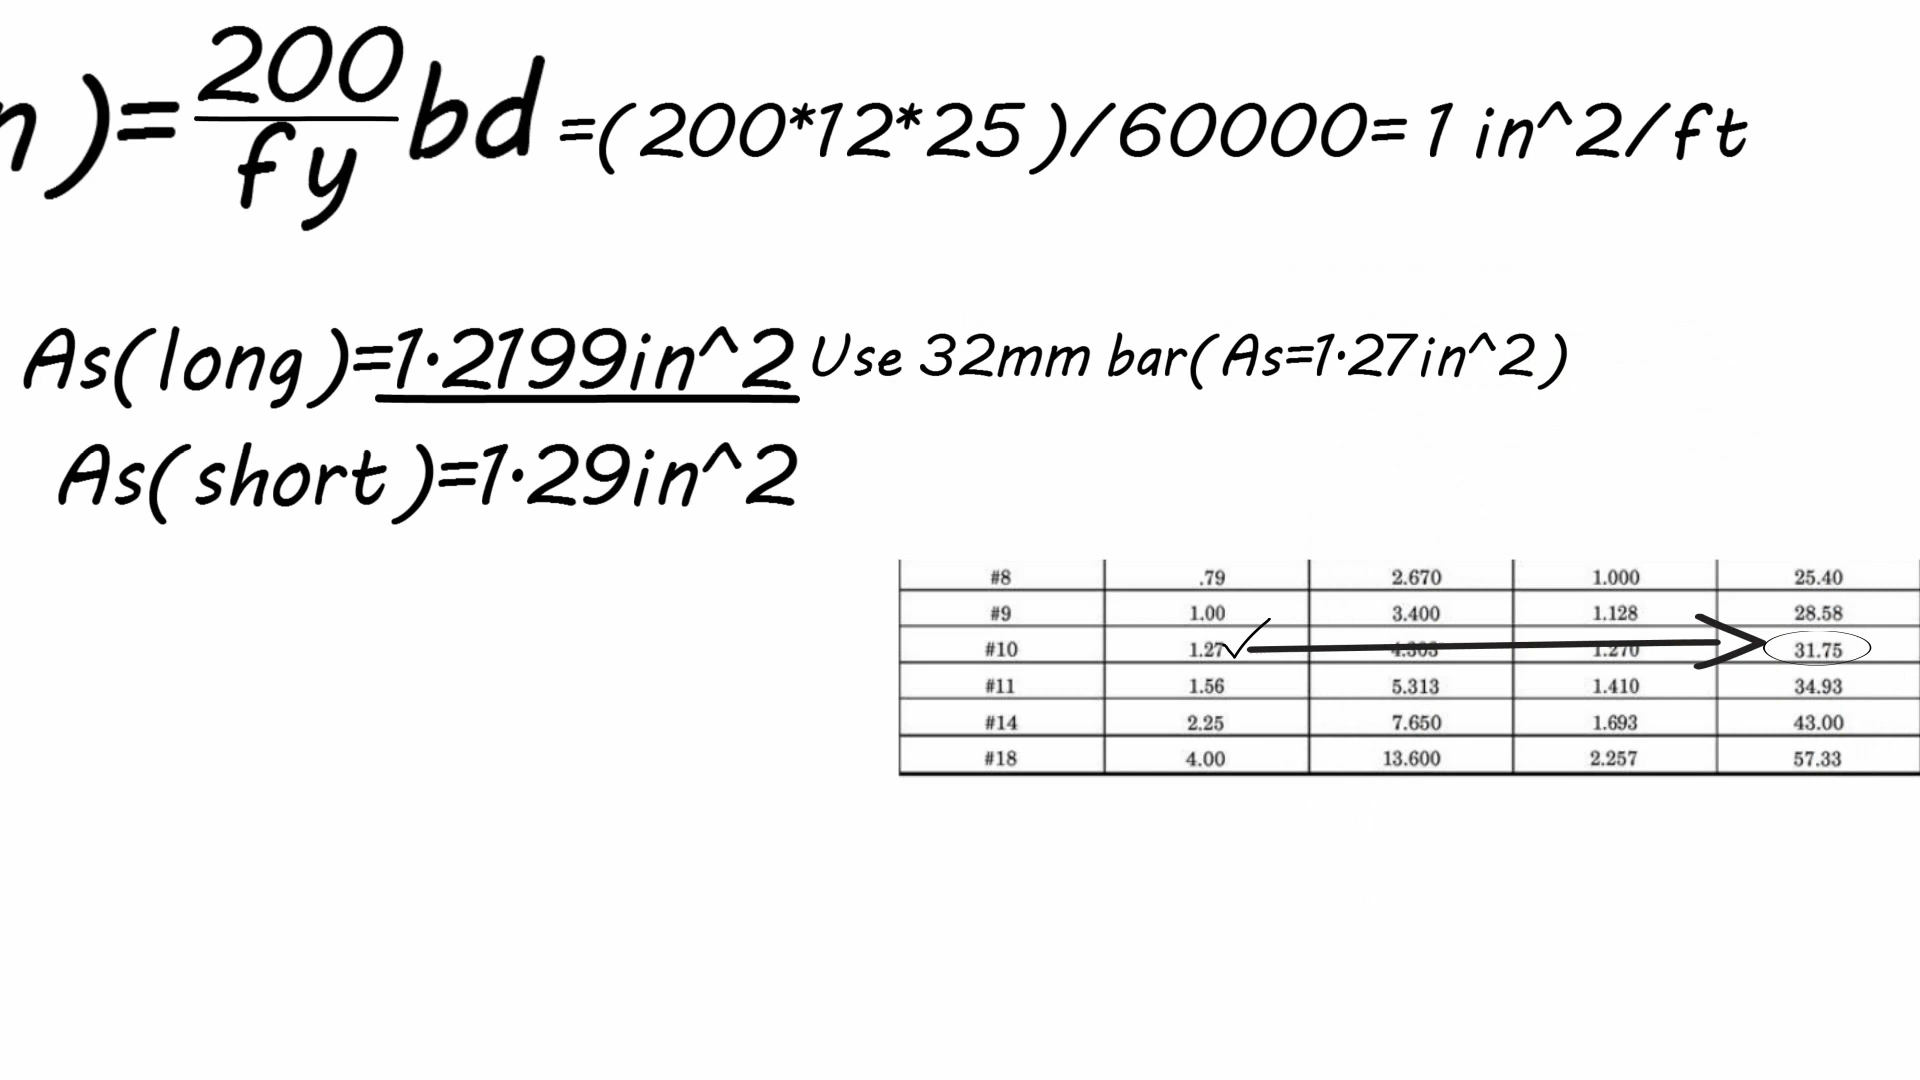 n)=200/fy bd =(200*12*25)/60000= 1 in^2/ft
As(long)=1.2199in^2 Use 32mm bar(As=1.27in^2)
As(short)=1.29in^2
#8 .79 2.670 1.000 25.40
#9 1.00 3.400 1.128 28.58
#10 1.27 4.303 1.270 31.75
#11 1.56 5.313 1.410 34.93
#14 2.25 7.650 1.693 43.00
#18 4.00 13.600 2.257 57.33